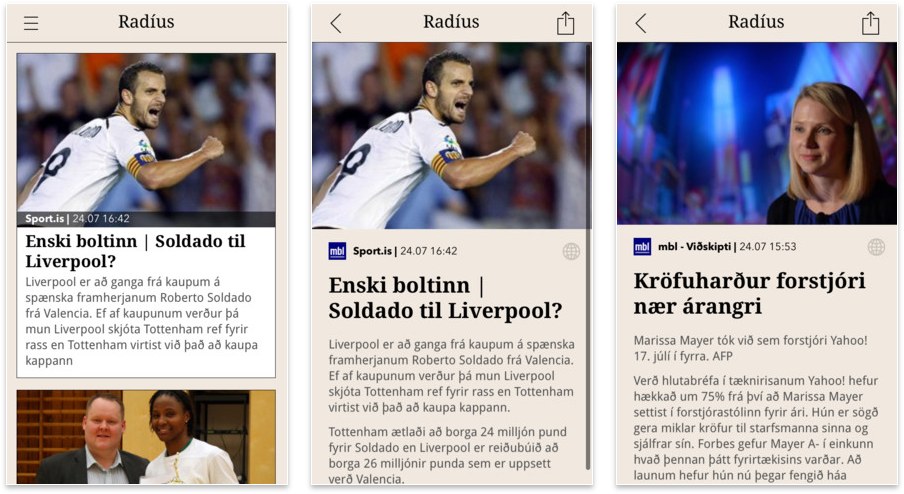 Radíus
Sport.is | 24.07 16:42
Enski boltinn | Soldado til
Liverpool?
Liverpool er að ganga frá kaupum á
spænska framherjanum Roberto Soldado
frá Valencia. Ef af kaupunum verður þá
mun Liverpool skjóta Tottenham ref fyrir
rass en Tottenham virtist við það að kaupa
kappann
Radíus
mbl Sport.is | 24.07 16:42
Enski boltinn |
Soldado til Liverpool?
Liverpool er að ganga frá kaupum á spænska
framherjanum Roberto Soldado frá Valencia.
Ef af kaupunum verður þá mun Liverpool
skjóta Tottenham ref fyrir rass en Tottenham
virtist við það að kaupa kappann.
Tottenham ætlaði að borga 24 milljón pund
fyrir Soldado en Liverpool er reiðubúið að
borga 26 milljónir punda sem er uppsett
verð Valencia.
Radíus
mbl mbl - Viðskipti | 24.07 15:53
Kröfuharður forstjóri
nær árangri
Marissa Mayer tók við sem forstjóri Yahoo!
17. júlí í fyrra. AFP
Verð hlutabréfa í tæknirisanum Yahoo! hefur
hækkað um 75% frá því að Marissa Mayer
settist í forstjórastólinn fyrir ári. Hún er sögð
gera miklar kröfur til starfsmanna sinna og
sjálfrar sín. Forbes gefur Mayer A- í einkunn
hvað þennan þátt fyrirtækisins varðar. Að
launum hefur hún nú þegar fengið háa